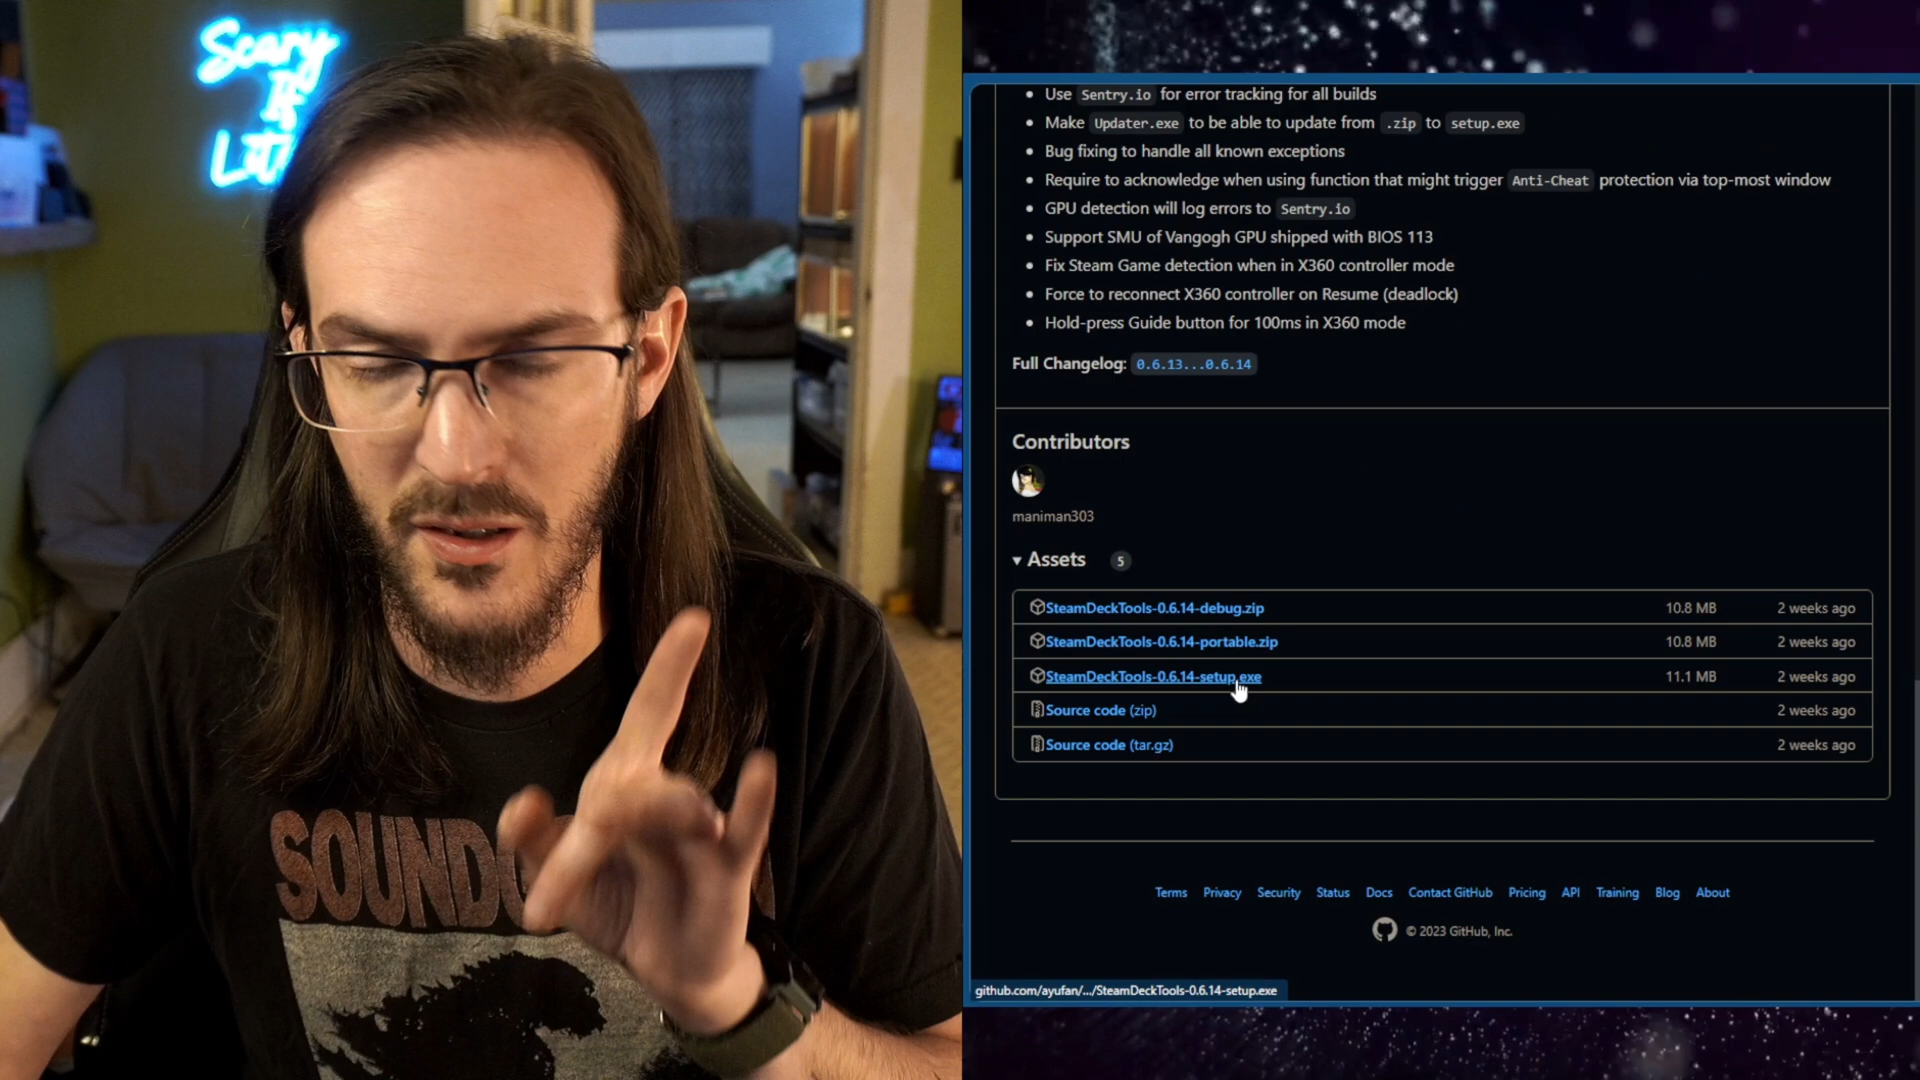 Scary
Is
Use Sentry.io for error tracking for all builds
Make Updater.exe to be able to update from .zip to setup.exe
Bug fixing to handle all known exceptions
Require to acknowledge when using function that might trigger Anti-Cheat protection via top-most window
GPU detection will log errors to Sentry.io
Support SMU of Vangogh GPU shipped with BIOS 113
Fix Steam Game detection when in X360 controller mode
Force to reconnect X360 controller on Resume (deadlock)
Hold-press Guide button for 100ms in X360 mode
Full Changelog: 0.6.13...0.6.14
Contributors
maniman303
Assets 5
SteamDeckTools-0.6.14-debug.zip 10.8 MB 2 weeks ago
SteamDeckTools-0.6.14-portable.zip 10.8 MB 2 weeks ago
SteamDeckTools-0.6.14-setup.exe 11.1 MB 2 weeks ago
Source code (zip) 2 weeks ago
Source code (tar.gz) 2 weeks ago
Terms Privacy Security Status Docs Contact GitHub Pricing API Training Blog About
© 2023 GitHub, Inc.
github.com/ayufan/.../SteamDeckTools-0.6.14-setup.exe